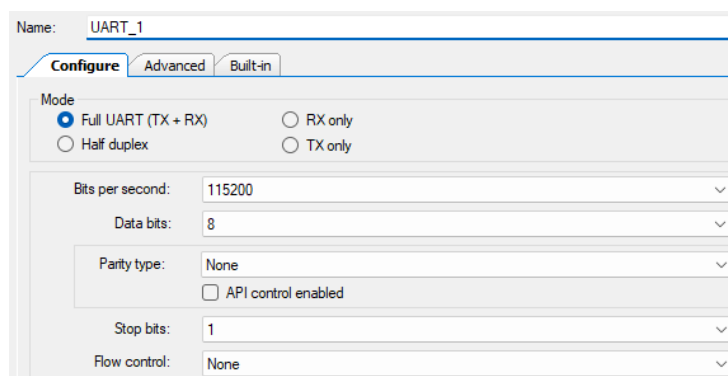 Name: UART_1
Configure Advanced Built-in
Mode
Full UART (TX + RX) RX only
Half duplex TX only
Bits per second: 115200
Data bits: 8
Parity type: None
API control enabled
Stop bits: 1
Flow control: None